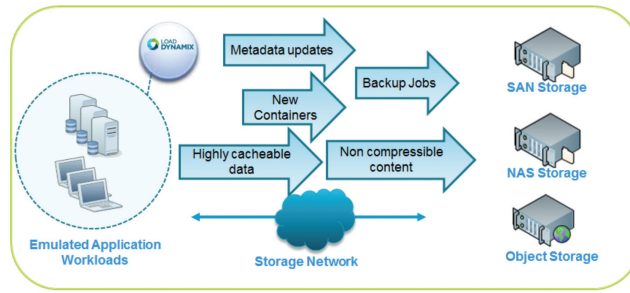 LOAD
DYNAMIX
Metadata updates
Backup Jobs
SAN Storage
New
Containers
Highly cacheable
data
Non compressible
content
NAS Storage
Emulated Application
Workloads
Storage Network
Object Storage